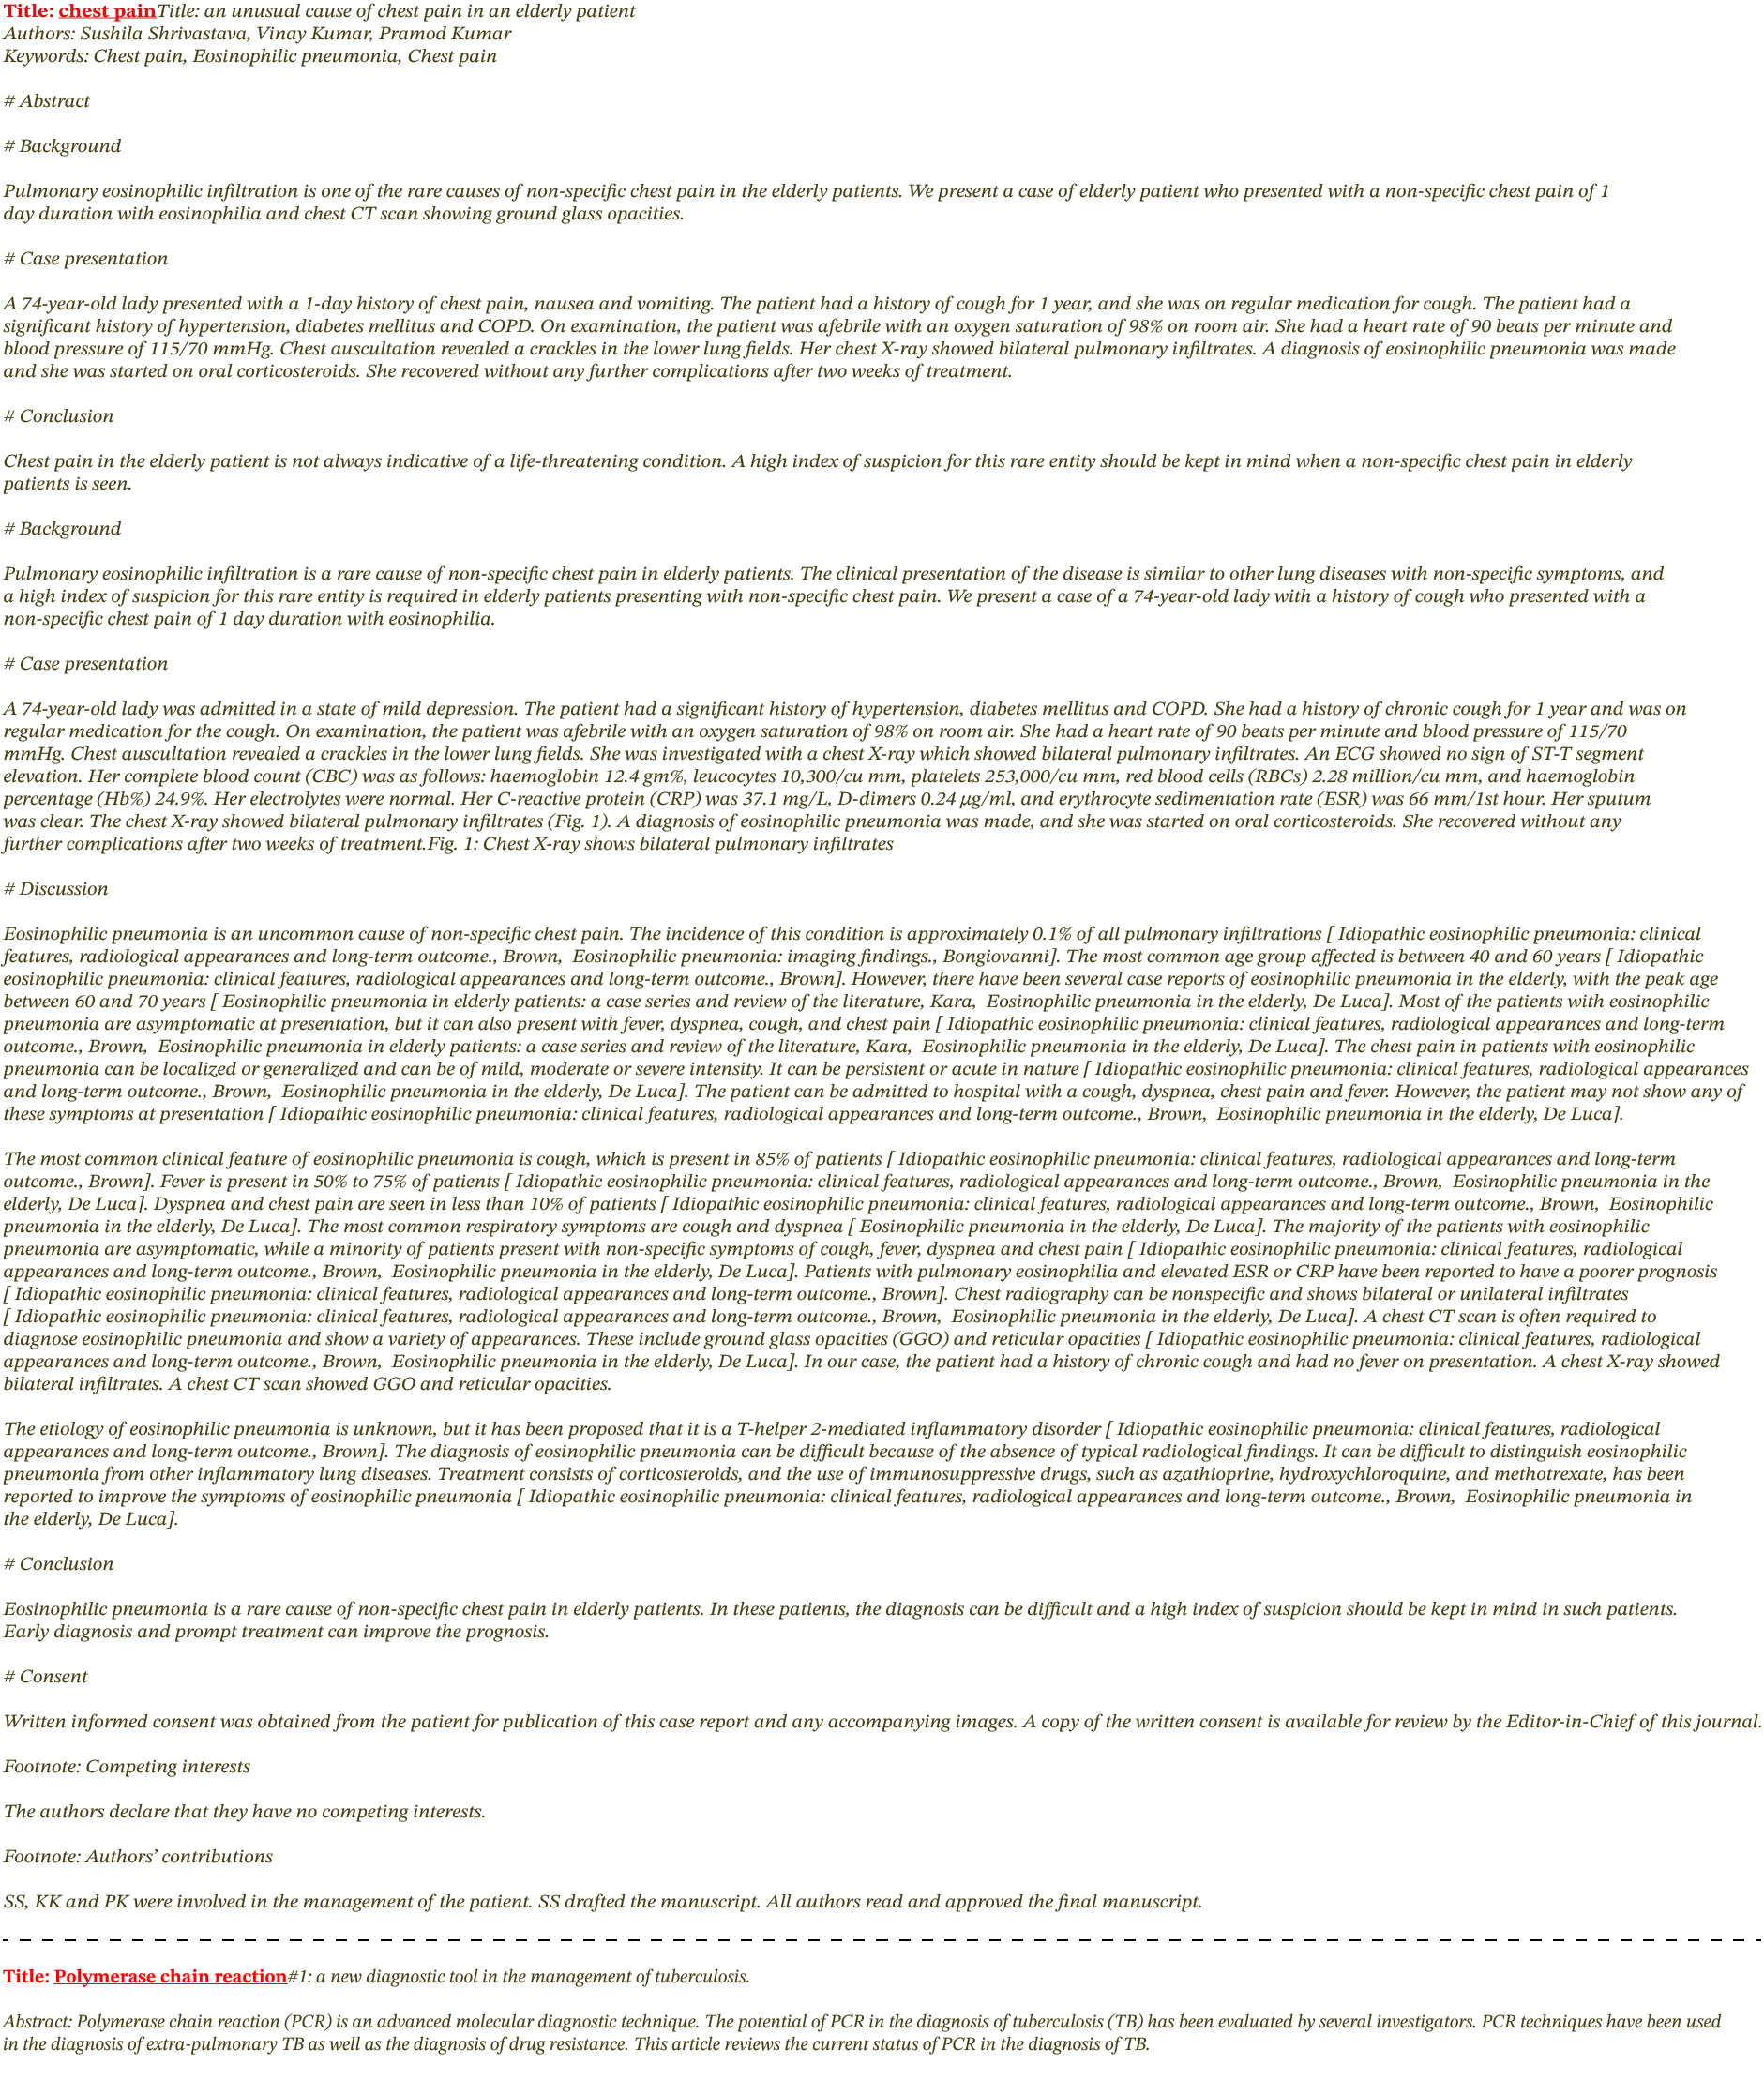 Title: chest painTitle: an unusual cause of chest pain in an elderly patient
Authors: Sushila Shrivastava, Vinay Kumar, Pramod Kumar
Keywords: Chest pain, Eosinophilic pneumonia, Chest pain
# Abstract
# Background
Pulmonary eosinophilic infiltration is one of the rare causes of non-specific chest pain in the elderly patients. We present a case of elderly patient who presented with a non-specific chest pain of 1
day duration with eosinophilia and chest CT scan showing ground glass opacities.
# Case presentation
A 74-year-old lady presented with a 1-day history of chest pain, nausea and vomiting. The patient had a history of cough for 1 year, and she was on regular medication for cough. The patient had a
significant history of hypertension, diabetes mellitus and COPD. On examination, the patient was afebrile with an oxygen saturation of 98% on room air. She had a heart rate of 90 beats per minute and
blood pressure of 115/70 mmHg. Chest auscultation revealed a crackles in the lower lung fields. Her chest X-ray showed bilateral pulmonary infiltrates. A diagnosis of eosinophilic pneumonia was made
and she was started on oral corticosteroids. She recovered without any further complications after two weeks of treatment.
# Conclusion
Chest pain in the elderly patient is not always indicative of a life-threatening condition. A high index of suspicion for this rare entity should be kept in mind when a non-specific chest pain in elderly
patients is seen.
# Background
Pulmonary eosinophilic infiltration is a rare cause of non-specific chest pain in elderly patients. The clinical presentation of the disease is similar to other lung diseases with non-specific symptoms, and
a high index of suspicion for this rare entity is required in elderly patients presenting with non-specific chest pain. We present a case of a 74-year-old lady with a history of cough who presented with a
non-specific chest pain of 1 day duration with eosinophilia.
# Case presentation
A 74-year-old lady was admitted in a state of mild depression. The patient had a significant history of hypertension, diabetes mellitus and COPD. She had a history of chronic cough for 1 year and was on
regular medication for the cough. On examination, the patient was afebrile with an oxygen saturation of 98% on room air. She had a heart rate of 90 beats per minute and blood pressure of 115/70
mmHg. Chest auscultation revealed a crackles in the lower lung fields. She was investigated with a chest X-ray which showed bilateral pulmonary infiltrates. An ECG showed no sign of ST-T segment
elevation. Her complete blood count (CBC) was as follows: haemoglobin 12.4 gm%, leucocytes 10,300/cu mm, platelets 253,000/cu mm, red blood cells (RBCs) 2.28 million/cu mm, and haemoglobin
percentage (Hb%) 24.9%. Her electrolytes were normal. Her C-reactive protein (CRP) was 37.1 mg/L, D-dimers 0.24 μg/ml, and erythrocyte sedimentation rate (ESR) was 66 mm/1st hour. Her sputum
was clear. The chest X-ray showed bilateral pulmonary infiltrates (Fig. 1). A diagnosis of eosinophilic pneumonia was made, and she was started on oral corticosteroids. She recovered without any
further complications after two weeks of treatment.Fig. 1: Chest X-ray shows bilateral pulmonary infiltrates
# Discussion
Eosinophilic pneumonia is an uncommon cause of non-specific chest pain. The incidence of this condition is approximately 0.1% of all pulmonary infiltrations [ Idiopathic eosinophilic pneumonia: clinical
features, radiological appearances and long-term outcome., Brown,  Eosinophilic pneumonia: imaging findings., Bongiovanni]. The most common age group affected is between 40 and 60 years [ Idiopathic
eosinophilic pneumonia: clinical features, radiological appearances and long-term outcome., Brown]. However, there have been several case reports of eosinophilic pneumonia in the elderly, with the peak age
between 60 and 70 years [ Eosinophilic pneumonia in elderly patients: a case series and review of the literature, Kara,  Eosinophilic pneumonia in the elderly, De Luca]. Most of the patients with eosinophilic
pneumonia are asymptomatic at presentation, but it can also present with fever, dyspnea, cough, and chest pain [ Idiopathic eosinophilic pneumonia: clinical features, radiological appearances and long-term
outcome., Brown,  Eosinophilic pneumonia in elderly patients: a case series and review of the literature, Kara,  Eosinophilic pneumonia in the elderly, De Luca]. The chest pain in patients with eosinophilic
pneumonia can be localized or generalized and can be of mild, moderate or severe intensity. It can be persistent or acute in nature [ Idiopathic eosinophilic pneumonia: clinical features, radiological appearances
and long-term outcome., Brown,  Eosinophilic pneumonia in the elderly, De Luca]. The patient can be admitted to hospital with a cough, dyspnea, chest pain and fever. However, the patient may not show any of
these symptoms at presentation [ Idiopathic eosinophilic pneumonia: clinical features, radiological appearances and long-term outcome., Brown,  Eosinophilic pneumonia in the elderly, De Luca].
The most common clinical feature of eosinophilic pneumonia is cough, which is present in 85% of patients [ Idiopathic eosinophilic pneumonia: clinical features, radiological appearances and long-term
outcome., Brown]. Fever is present in 50% to 75% of patients [ Idiopathic eosinophilic pneumonia: clinical features, radiological appearances and long-term outcome., Brown,  Eosinophilic pneumonia in the
elderly, De Luca]. Dyspnea and chest pain are seen in less than 10% of patients [ Idiopathic eosinophilic pneumonia: clinical features, radiological appearances and long-term outcome., Brown,  Eosinophilic
pneumonia in the elderly, De Luca]. The most common respiratory symptoms are cough and dyspnea [ Eosinophilic pneumonia in the elderly, De Luca]. The majority of the patients with eosinophilic
pneumonia are asymptomatic, while a minority of patients present with non-specific symptoms of cough, fever, dyspnea and chest pain [ Idiopathic eosinophilic pneumonia: clinical features, radiological
appearances and long-term outcome., Brown,  Eosinophilic pneumonia in the elderly, De Luca]. Patients with pulmonary eosinophilia and elevated ESR or CRP have been reported to have a poorer prognosis
[ Idiopathic eosinophilic pneumonia: clinical features, radiological appearances and long-term outcome., Brown]. Chest radiography can be nonspecific and shows bilateral or unilateral infiltrates
[ Idiopathic eosinophilic pneumonia: clinical features, radiological appearances and long-term outcome., Brown,  Eosinophilic pneumonia in the elderly, De Luca]. A chest CT scan is often required to
diagnose eosinophilic pneumonia and show a variety of appearances. These include ground glass opacities (GGO) and reticular opacities [ Idiopathic eosinophilic pneumonia: clinical features, radiological
appearances and long-term outcome., Brown,  Eosinophilic pneumonia in the elderly, De Luca]. In our case, the patient had a history of chronic cough and had no fever on presentation. A chest X-ray showed
bilateral infiltrates. A chest CT scan showed GGO and reticular opacities.
The etiology of eosinophilic pneumonia is unknown, but it has been proposed that it is a T-helper 2-mediated inflammatory disorder [ Idiopathic eosinophilic pneumonia: clinical features, radiological
appearances and long-term outcome., Brown]. The diagnosis of eosinophilic pneumonia can be difficult because of the absence of typical radiological findings. It can be difficult to distinguish eosinophilic
pneumonia from other inflammatory lung diseases. Treatment consists of corticosteroids, and the use of immunosuppressive drugs, such as azathioprine, hydroxychloroquine, and methotrexate, has been
reported to improve the symptoms of eosinophilic pneumonia [ Idiopathic eosinophilic pneumonia: clinical features, radiological appearances and long-term outcome., Brown,  Eosinophilic pneumonia in
the elderly, De Luca].
# Conclusion
Eosinophilic pneumonia is a rare cause of non-specific chest pain in elderly patients. In these patients, the diagnosis can be difficult and a high index of suspicion should be kept in mind in such patients.
Early diagnosis and prompt treatment can improve the prognosis.
# Consent
Written informed consent was obtained from the patient for publication of this case report and any accompanying images. A copy of the written consent is available for review by the Editor-in-Chief of this journal.
Footnote: Competing interests
The authors declare that they have no competing interests.
Footnote: Authors’ contributions
SS, KK and PK were involved in the management of the patient. SS drafted the manuscript. All authors read and approved the final manuscript.
Title: Polymerase chain reaction#1: a new diagnostic tool in the management of tuberculosis.
Abstract: Polymerase chain reaction (PCR) is an advanced molecular diagnostic technique. The potential of PCR in the diagnosis of tuberculosis (TB) has been evaluated by several investigators. PCR techniques have been used
in the diagnosis of extra-pulmonary TB as well as the diagnosis of drug resistance. This article reviews the current status of PCR in the diagnosis of TB.